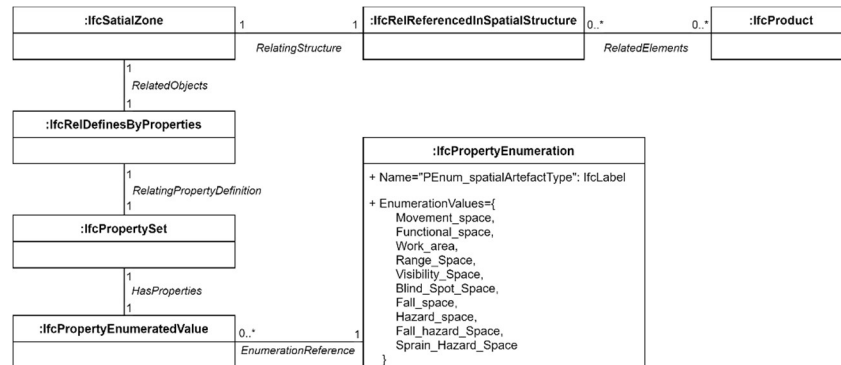 :IfcSatialZone
1
1
:IfcRelReferencedInSpatialStructure
0..*
0..*
:IfcProduct
RelatingStructure
RelatedElements
1
RelatedObjects
1
:IfcRelDefinesByProperties
1
RelatingPropertyDefinition
1
:IfcPropertySet
1
HasProperties
1
:IfcPropertyEnumeratedValue
0..*
1
EnumerationReference
:IfcPropertyEnumeration
+ Name="PEnum_spatialArtefactType": IfcLabel
+ EnumerationValues={
Movement_space,
Functional_space,
Work_area,
Range_Space,
Visibility_Space,
Blind_Spot_Space,
Fall_space,
Hazard_space,
Fall_hazard_Space,
Sprain_Hazard_Space
}